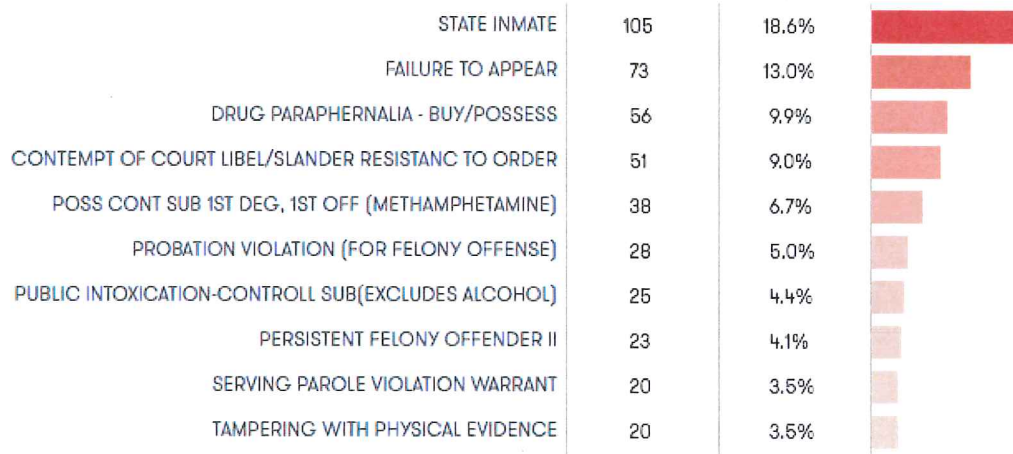 STATE INMATE 105 18.6%
FAILURE TO APPEAR 73 13.0%
DRUG PARAPHERNALIA - BUY/POSSESS 56 9.9%
CONTEMPT OF COURT LIBEL/SLANDER RESISTANC TO ORDER 51 9.0%
POSS CONT SUB 1ST DEG, 1ST OFF (METHAMPHETAMINE) 38 6.7%
PROBATION VIOLATION (FOR FELONY OFFENSE) 28 5.0%
PUBLIC INTOXICATION-CONTROLL SUB(EXCLUDES ALCOHOL) 25 4.4%
PERSISTENT FELONY OFFENDER II 23 4.1%
SERVING PAROLE VIOLATION WARRANT 20 3.5%
TAMPERING WITH PHYSICAL EVIDENCE 20 3.5%